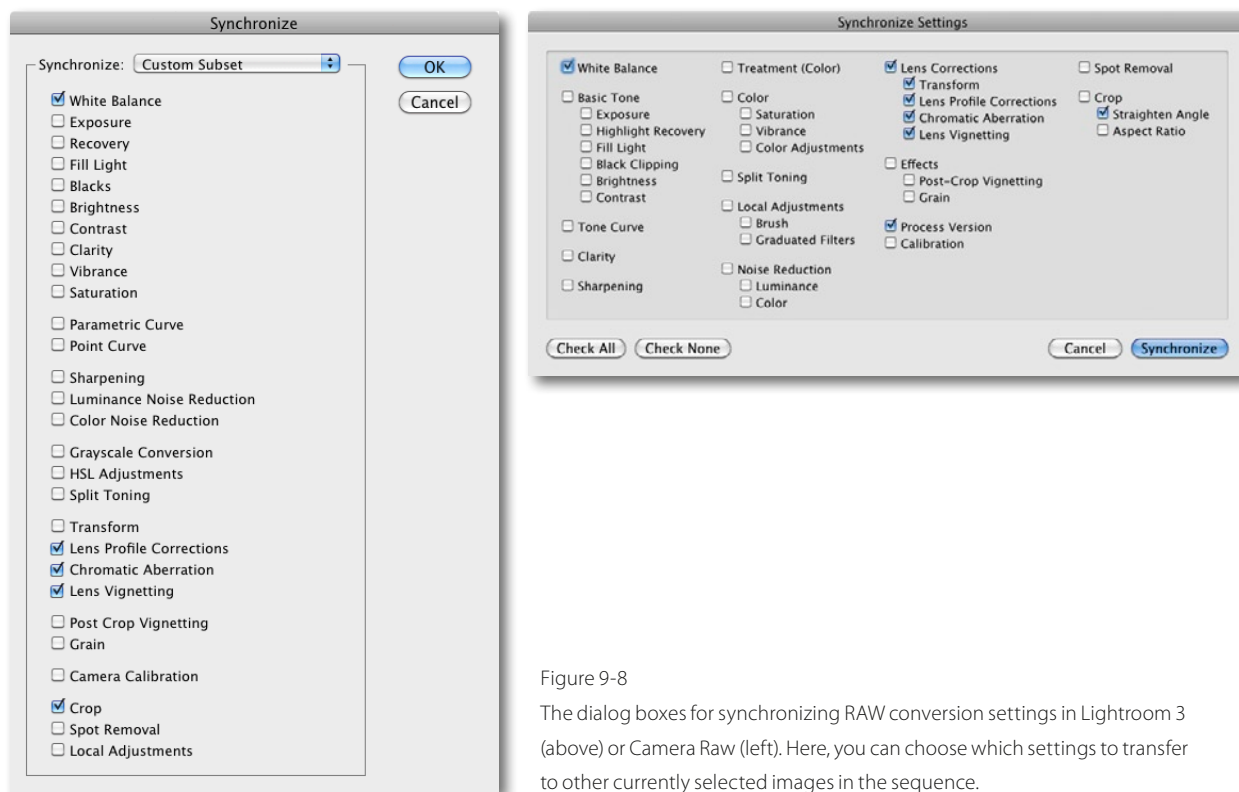 Synchronize
Synchronize: Custom Subset
OK
Cancel
White Balance
Exposure
Recovery
Fill Light
Blacks
Brightness
Contrast
Clarity
Vibrance
Saturation
Parametric Curve
Point Curve
Sharpening
Luminance Noise Reduction
Color Noise Reduction
Grayscale Conversion
HSL Adjustments
Split Toning
Transform
Lens Profile Corrections
Chromatic Aberration
Lens Vignetting
Post Crop Vignetting
Grain
Camera Calibration
Crop
Spot Removal
Local Adjustments
Synchronize Settings
White Balance
Basic Tone
Exposure
Highlight Recovery
Fill Light
Black Clipping
Brightness
Contrast
Tone Curve
Clarity
Sharpening
Treatment (Color)
Color
Saturation
Vibrance
Color Adjustments
Split Toning
Local Adjustments
Brush
Graduated Filters
Noise Reduction
Luminance
Color
Lens Corrections
Transform
Lens Profile Corrections
Chromatic Aberration
Lens Vignetting
Effects
Post-Crop Vignetting
Grain
Process Version
Calibration
Spot Removal
Crop
Straighten Angle
Aspect Ratio
Check All
Check None
Cancel
Synchronize
Figure 9-8
The dialog boxes for synchronizing RAW conversion settings in Lightroom 3
(above) or Camera Raw (left). Here, you can choose which settings to transfer
to other currently selected images in the sequence.